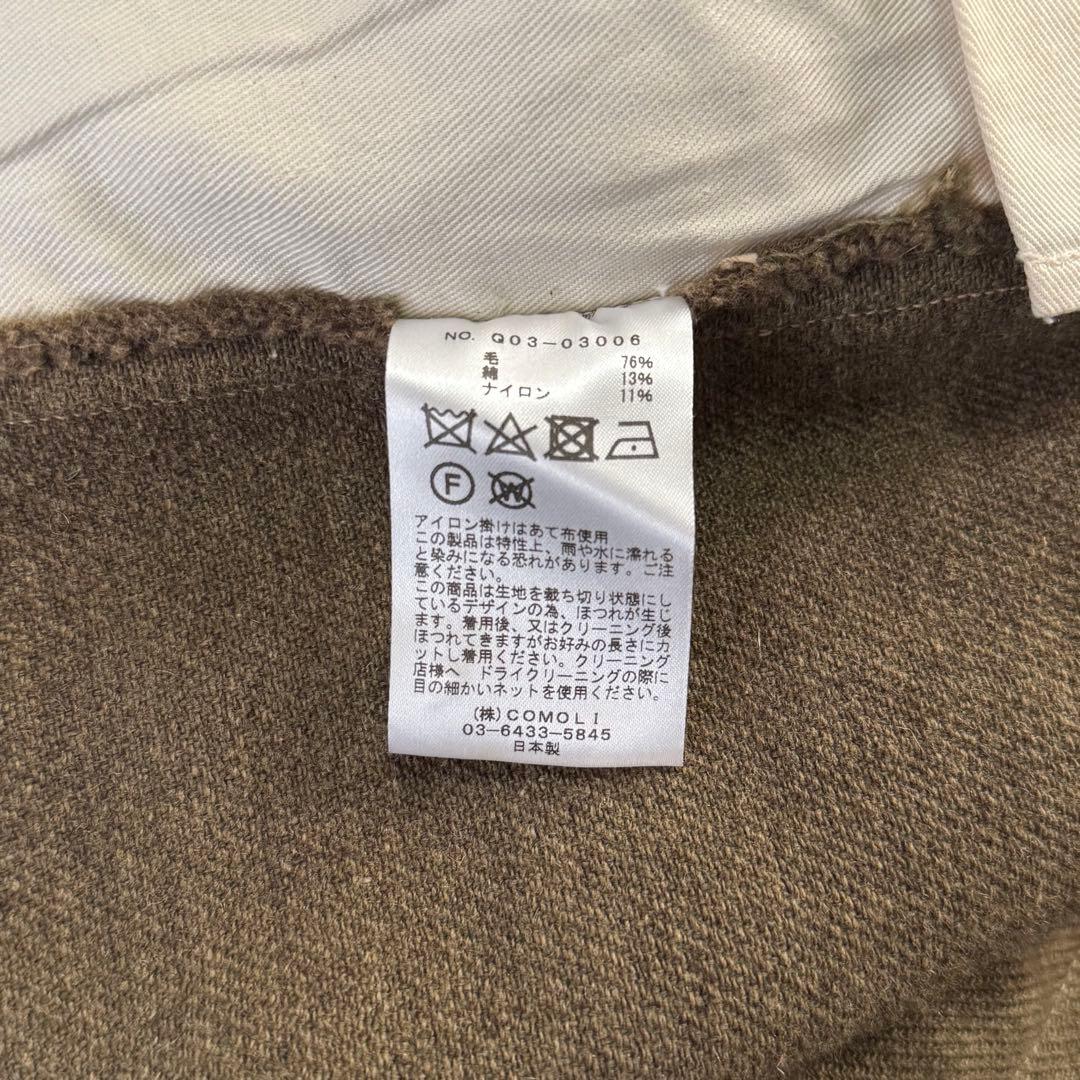 NO. Q03-03006
毛 76%
綿 13%
ナイロン 11%
F W
アイロン掛けはあて布使用
この製品は特性上、雨や水に濡れる
と染みになる恐れがあります。ご注
意ください。
この商品は生地を裁ち切り状態にし
ているデザインの為、ほつれが生じ
ます。着用後、又はクリーニング後
ほつれてきますがお好みの長さにカ
ットし着用ください。クリーニング
店様へ ドライクリーニングの際に
目の細かいネットを使用ください。
(株)COMOLI
03-6433-5845
日本製